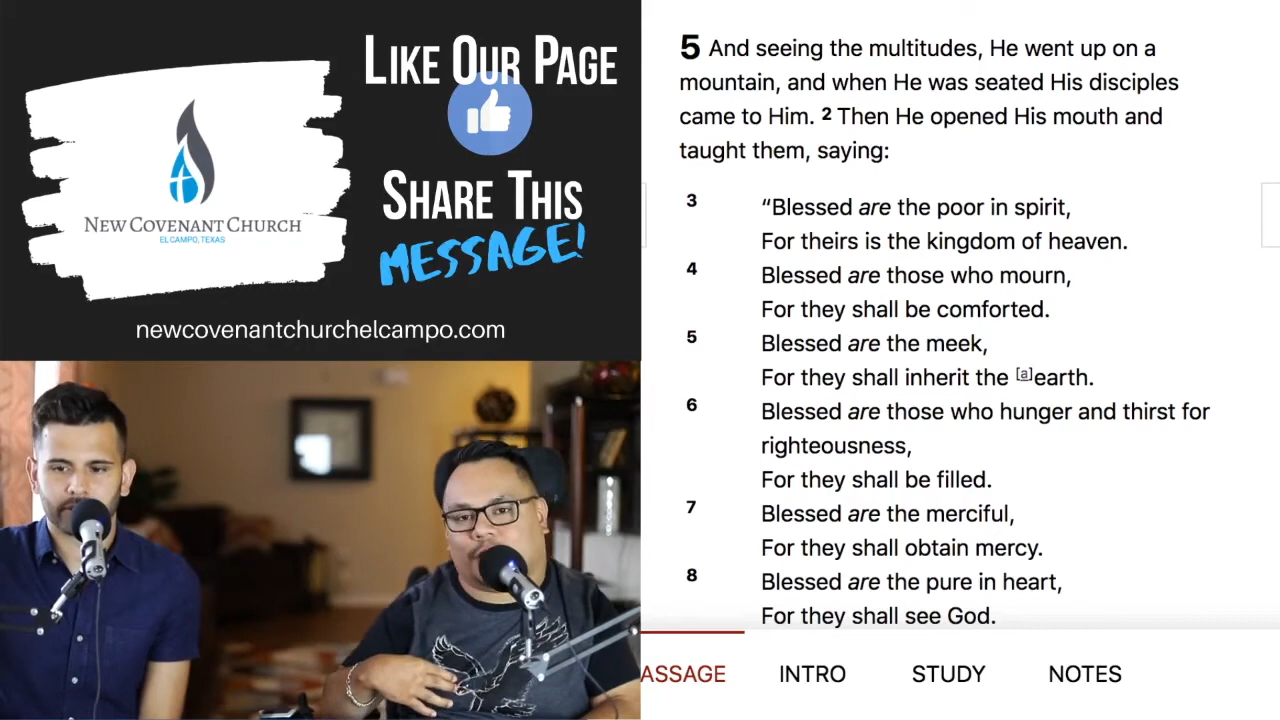 LIKE OUR PAGE
SHARE THIS
MESSAGE!
NEW COVENANT CHURCH
EL CAMPO, TEXAS
newcovenantchurchelcampo.com
5 And seeing the multitudes, He went up on a
mountain, and when He was seated His disciples
came to Him. 2 Then He opened His mouth and
taught them, saying:
3 “Blessed are the poor in spirit,
For theirs is the kingdom of heaven.
4 Blessed are those who mourn,
For they shall be comforted.
5 Blessed are the meek,
For they shall inherit the [a]earth.
6 Blessed are those who hunger and thirst for
righteousness,
For they shall be filled.
7 Blessed are the merciful,
For they shall obtain mercy.
8 Blessed are the pure in heart,
For they shall see God.
ASSAGE INTRO STUDY NOTES